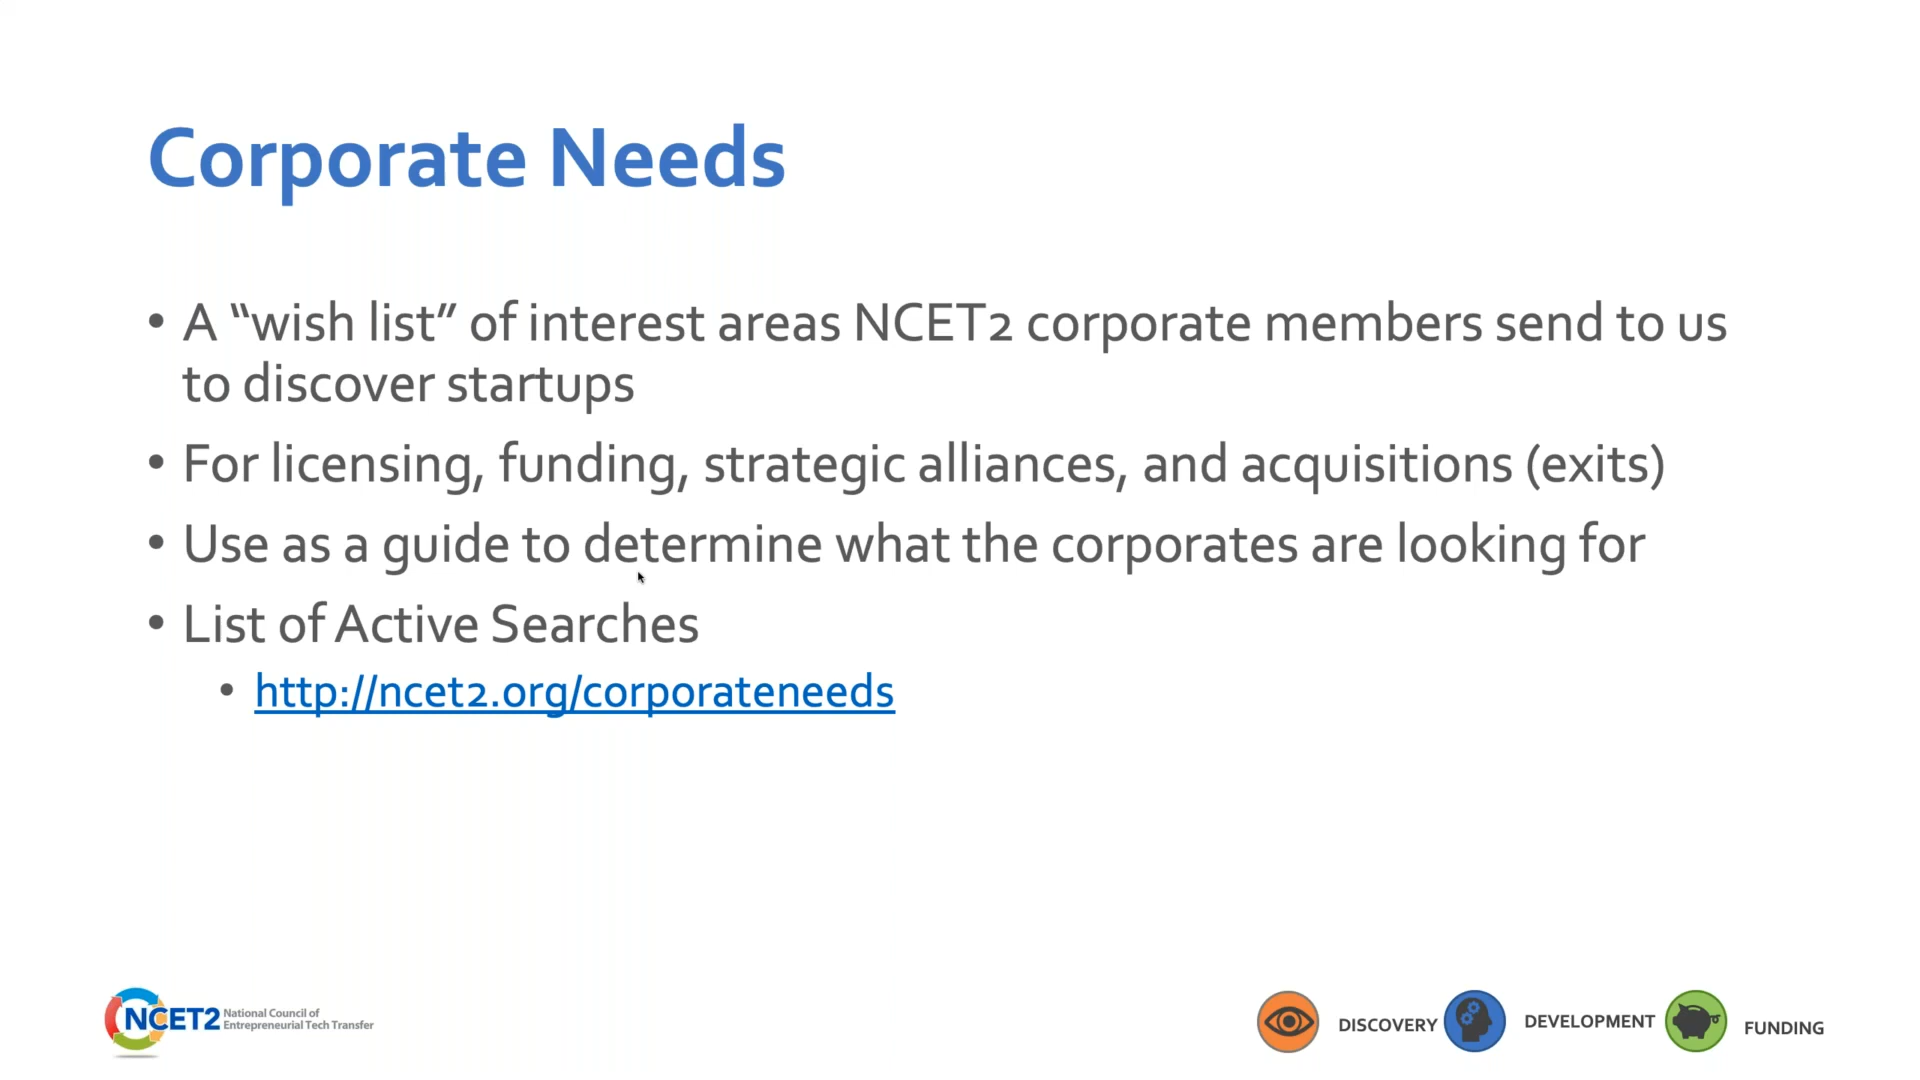 Corporate Needs
• A “wish list” of interest areas NCET2 corporate members send to us
to discover startups
• For licensing, funding, strategic alliances, and acquisitions (exits)
• Use as a guide to determine what the corporates are looking for
• List of Active Searches
• http://ncet2.org/corporateneeds
NCET2 National Council of
Entrepreneurial Tech Transfer
DISCOVERY DEVELOPMENT FUNDING